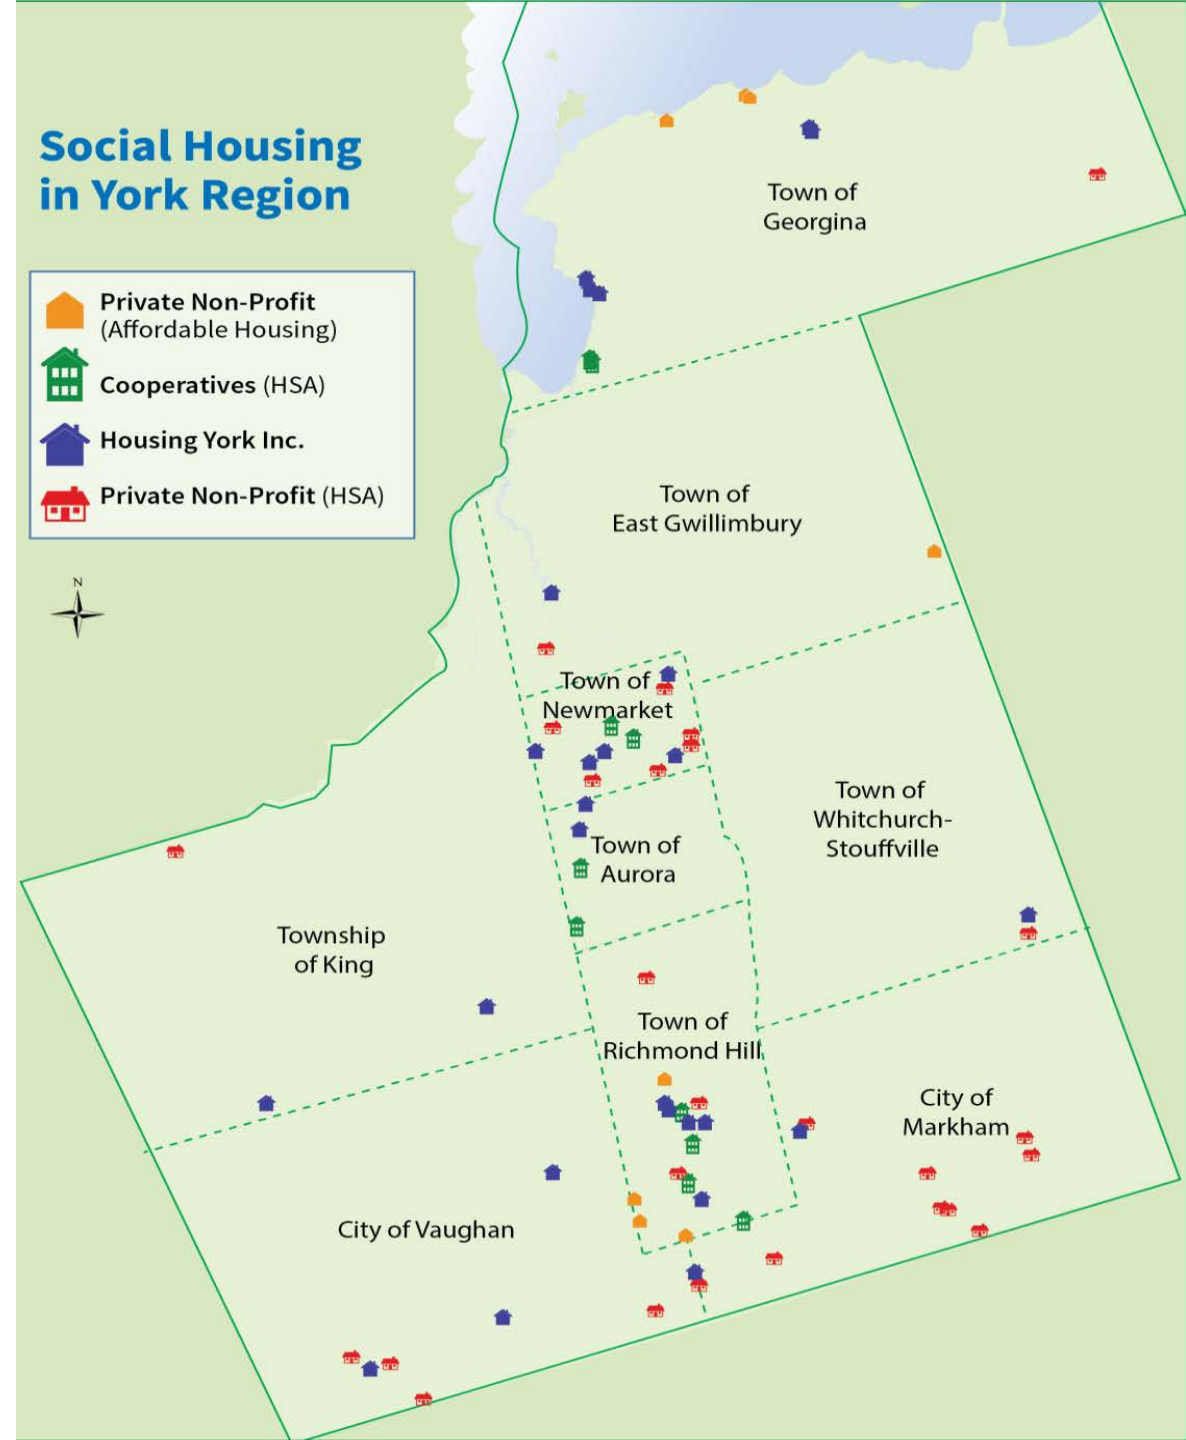 Social Housing
in York Region
Private Non-Profit
(Affordable Housing)
Cooperatives (HSA)
Housing York Inc.
Private Non-Profit (HSA)
N
Town of
Georgina
Town of
East Gwillimbury
Town of
Newmarket
Town of
Whitchurch-
Stouffville
Town of
Aurora
Township
of King
Town of
Richmond Hill
City of
Markham
City of Vaughan